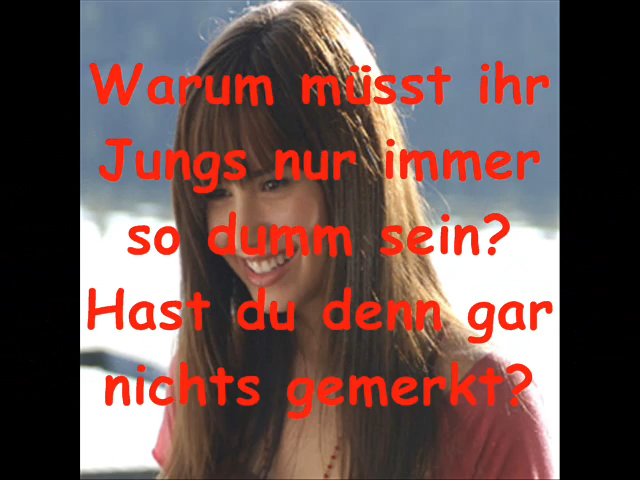 Warum müsst ihr
Jungs nur immer
so dumm sein?
Hast du denn gar
nichts gemerkt?